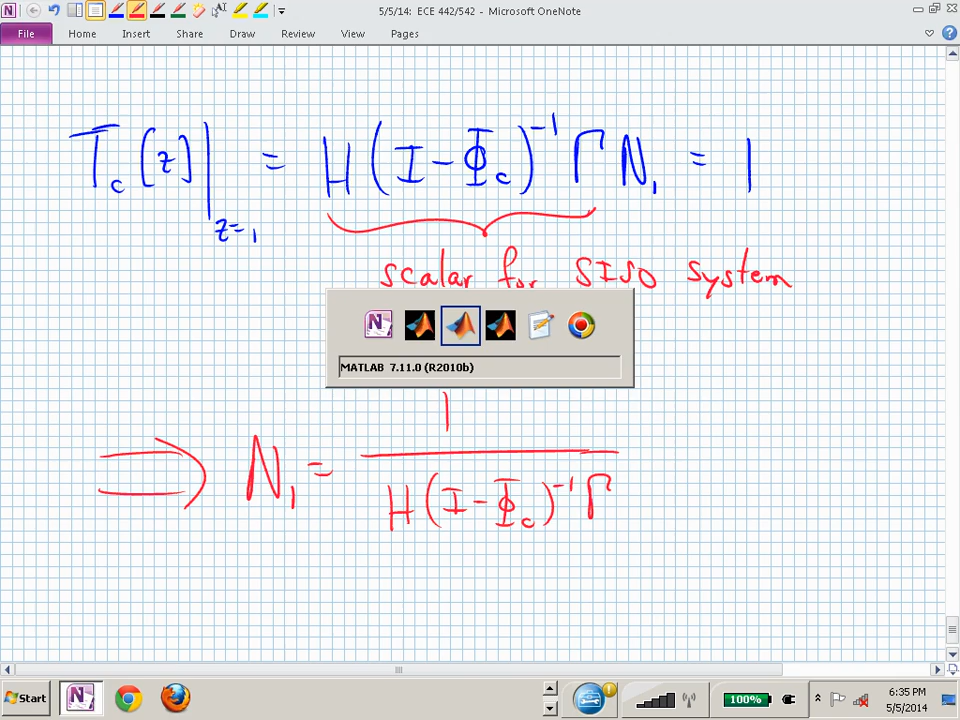 5/5/14: ECE 442/542 - Microsoft OneNote
File Home Insert Share Draw Review View Pages
T_c[z]|_{z=1} = H(I-Φ_c)^{-1} Γ N_1 = 1
scalar for SISO system
MATLAB 7.11.0 (R2010b)
⇒ N_1 = 1 / H(I-Φ_c)^{-1} Γ
Start
100%
6:35 PM
5/5/2014